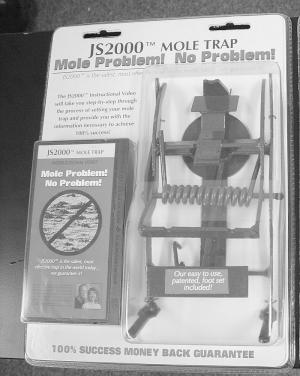 JS2000™ MOLE TRAP
Mole Problem! No Problem!
JS2000™ is the safest, most effective
The JS2000™ Instructional Video
will take you step-by-step through
the process of setting your mole
trap and provide you with the
information necessary to achieve
100% success!
JS2000™ MOLE TRAP
INSTRUCTIONAL VIDEO
Mole Problem!
No Problem!
"JS2000™ is the safest, most
effective trap in the world today...
we guarantee it!
Our easy to use,
patented, foot set
included!
100% SUCCESS MONEY BACK GUARANTEE